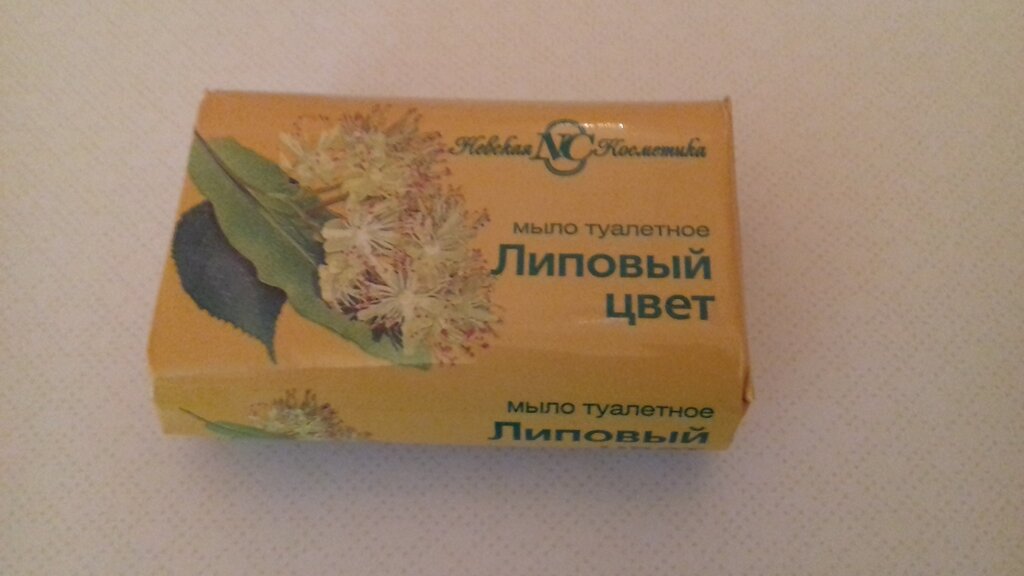 Невская NC Косметика
мыло туалетное
Липовый
цвет
мыло туалетное
Липовый